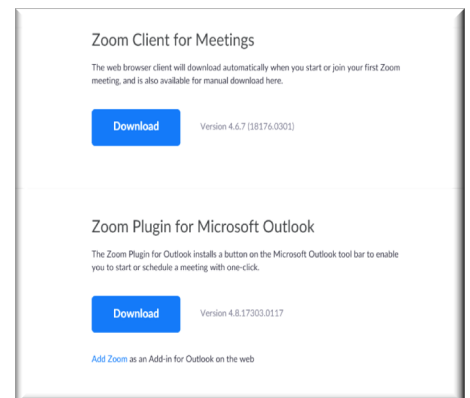 Zoom Client for Meetings
The web browser client will download automatically when you start or join your first Zoom
meeting, and is also available for manual download here.
Download
Version 4.6.7 (18176.0301)
Zoom Plugin for Microsoft Outlook
The Zoom Plugin for Outlook installs a button on the Microsoft Outlook tool bar to enable
you to start or schedule a meeting with one-click.
Download
Version 4.8.17303.0117
Add Zoom as an Add-in for Outlook on the web